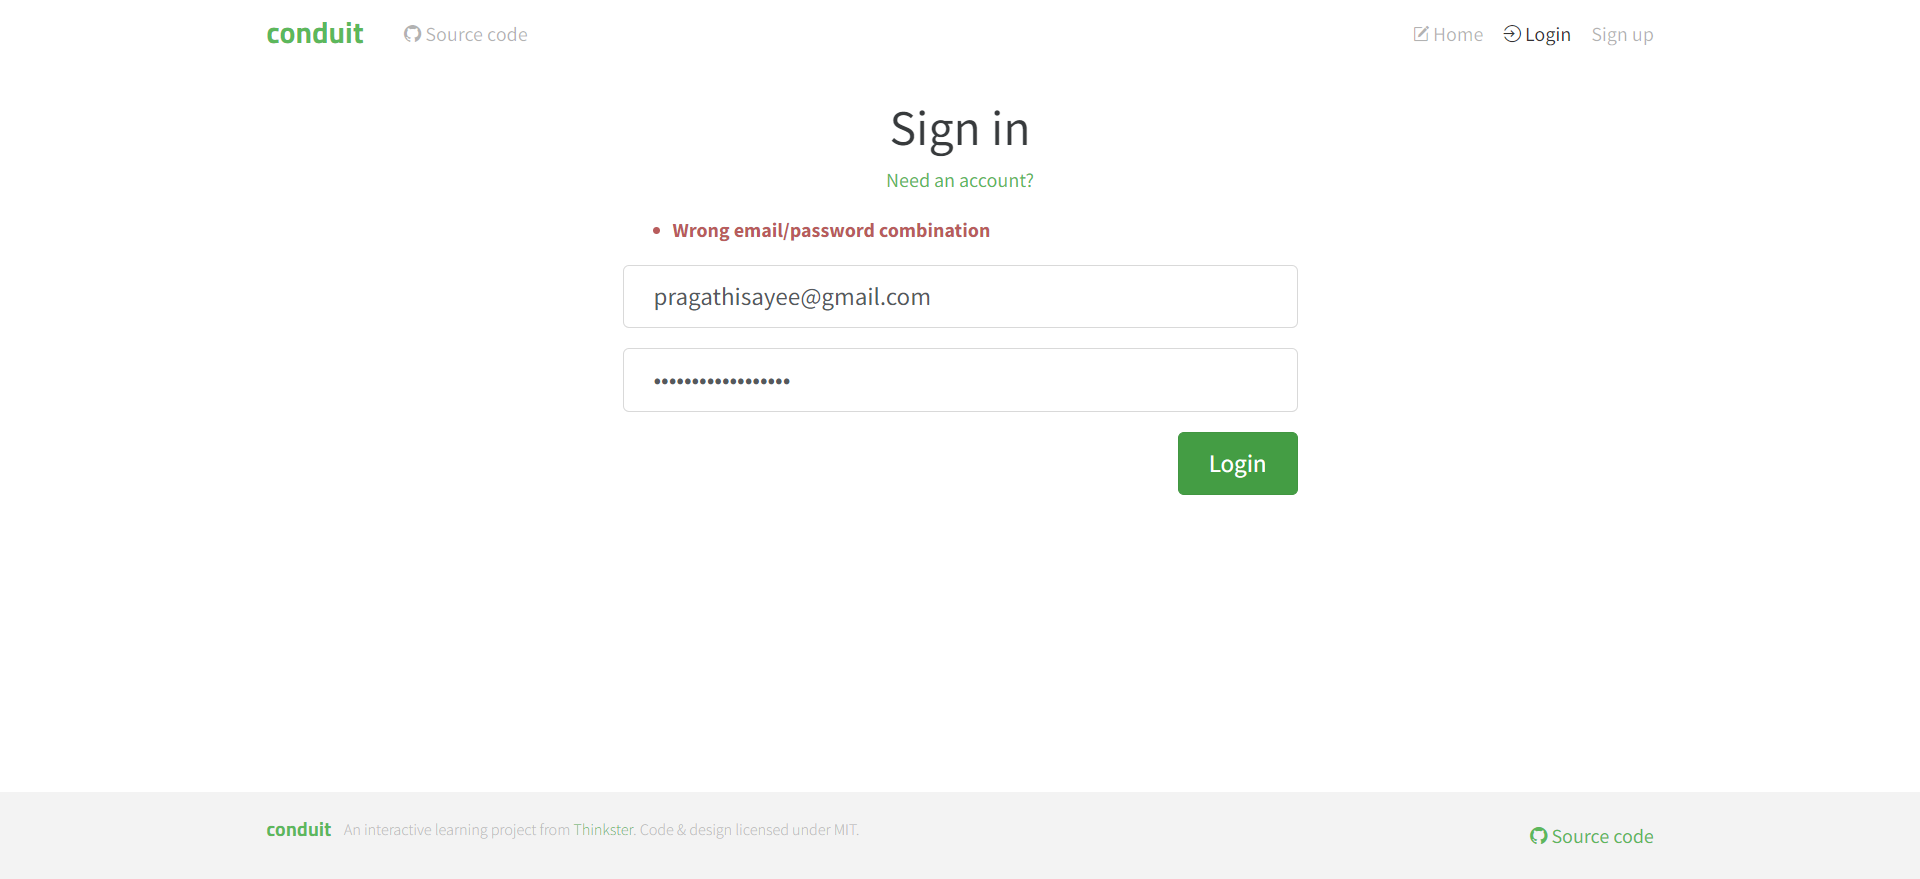 conduit Source code Home Login Sign up
Sign in
Need an account?
Wrong email/password combination
pragathisayee@gmail.com
••••••••••••••••••
Login
conduit An interactive learning project from Thinkster. Code & design licensed under MIT.
Source code